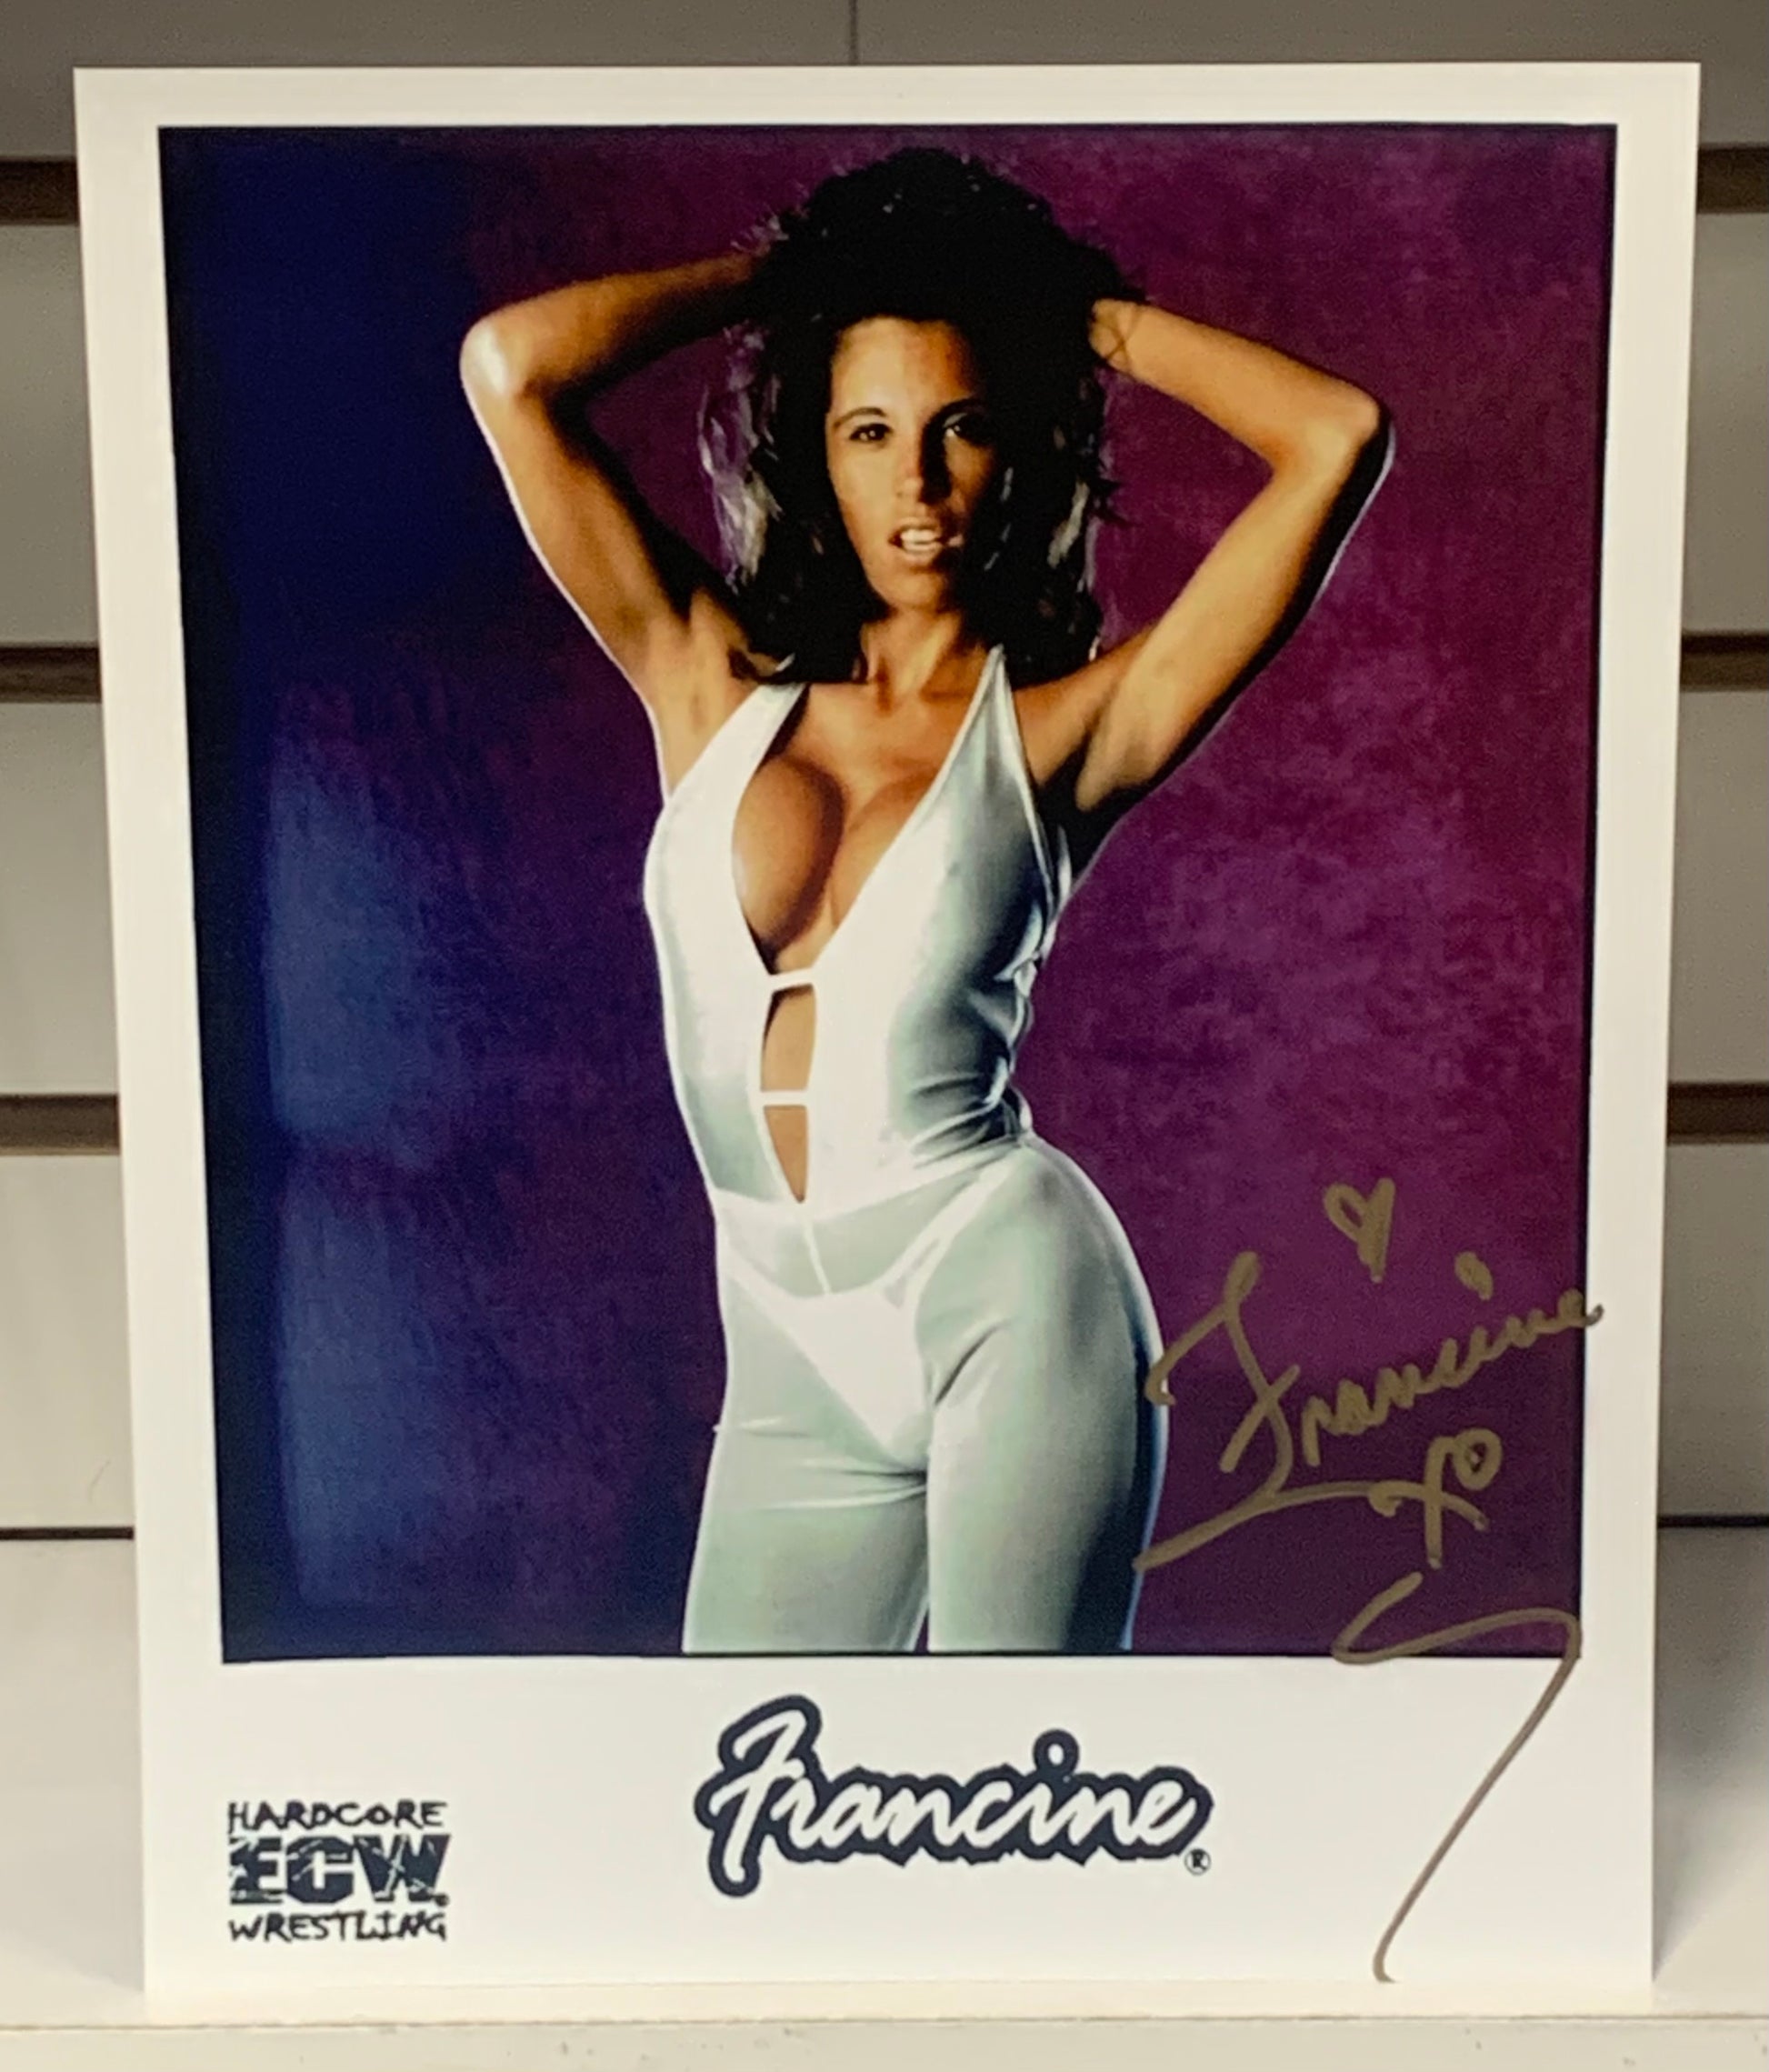 Francine
XO
Francine®
HARDCORE
ECW
WRESTLING